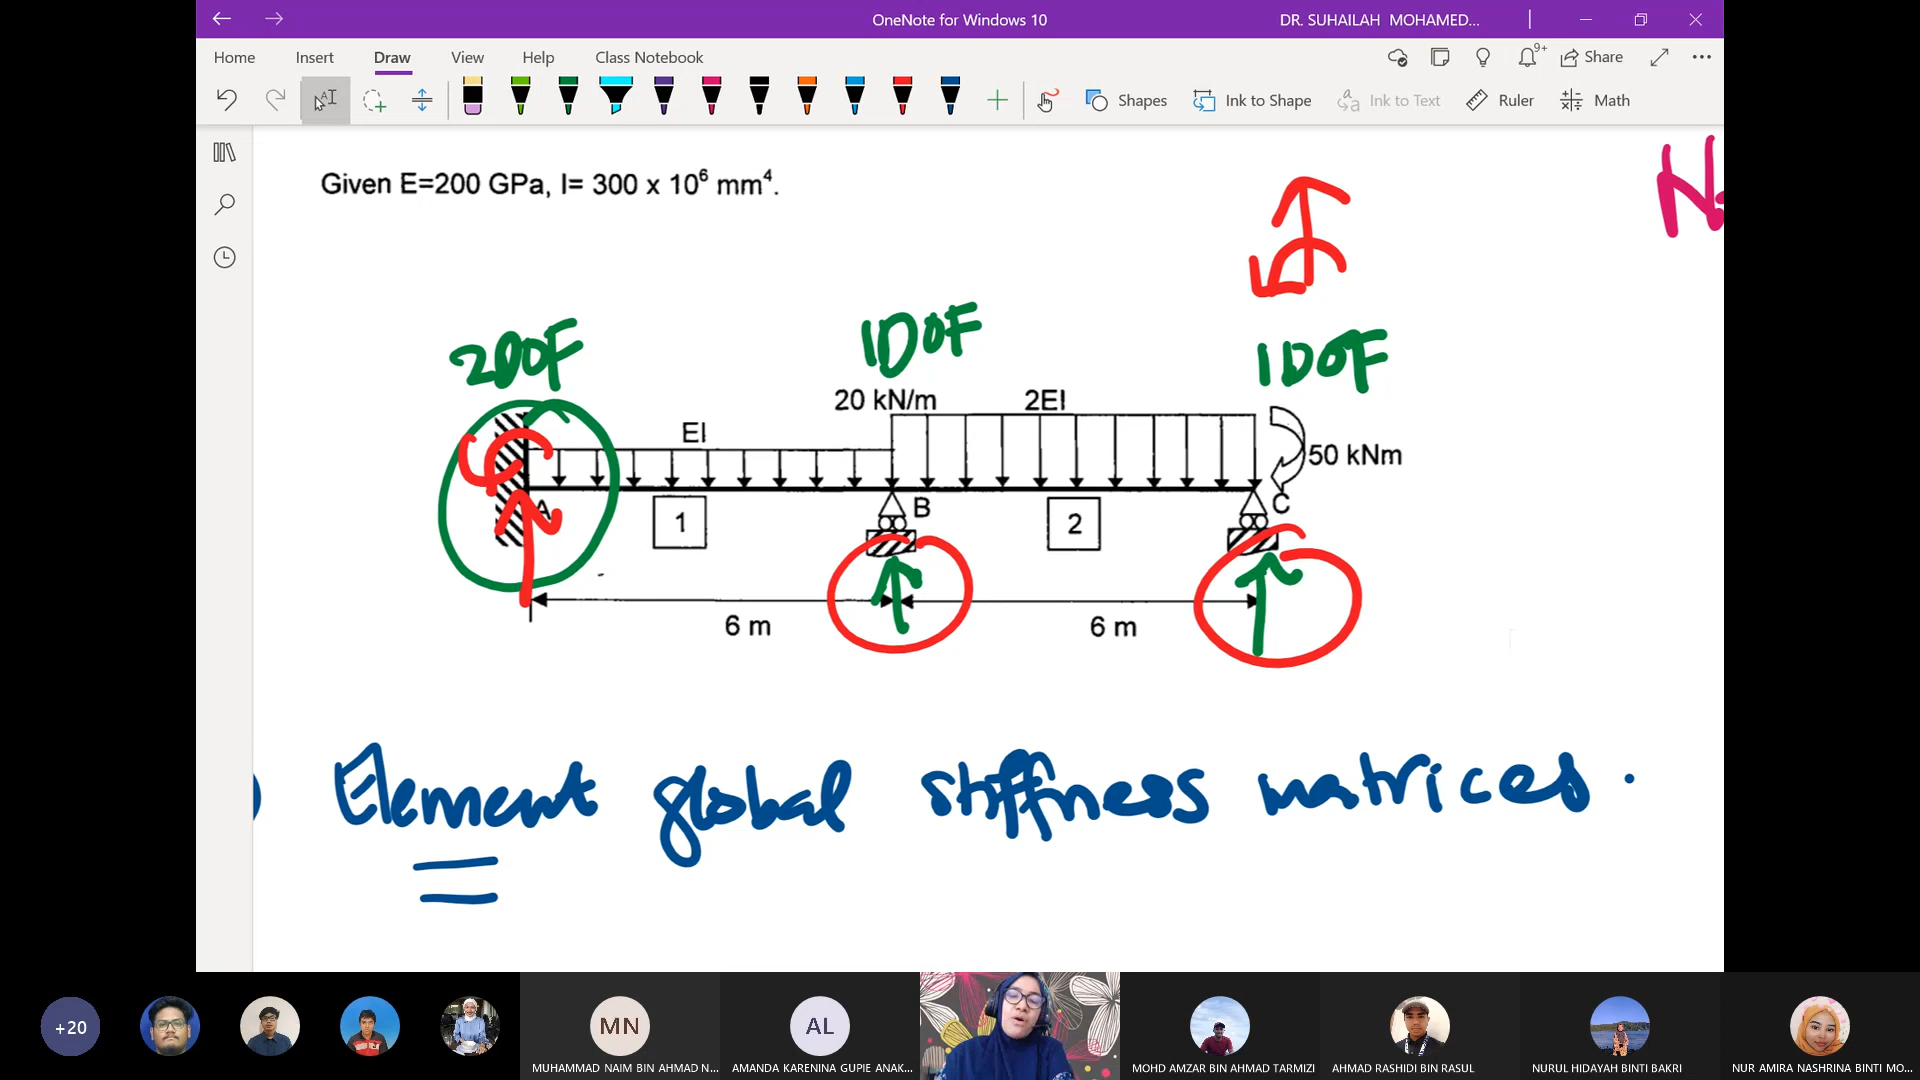 OneNote for Windows 10
DR. SUHAILAH MOHAMED...
Home Insert Draw View Help Class Notebook
9+
Share
Shapes Ink to Shape Ink to Text Ruler Math
Given E=200 GPa, I= 300 x 10⁶ mm⁴.
2DOF 1DOF 1DOF
20 kN/m 2EI
EI
50 kNm
A B C
1 2
6 m 6 m
Element global stiffness matrices.
+20
MN
AL
MUHAMMAD NAIM BIN AHMAD N...
AMANDA KARENINA GUPIE ANAK...
MOHD AMZAR BIN AHMAD TARMIZI
AHMAD RASHIDI BIN RASUL
NURUL HIDAYAH BINTI BAKRI
NUR AMIRA NASHRINA BINTI MO...